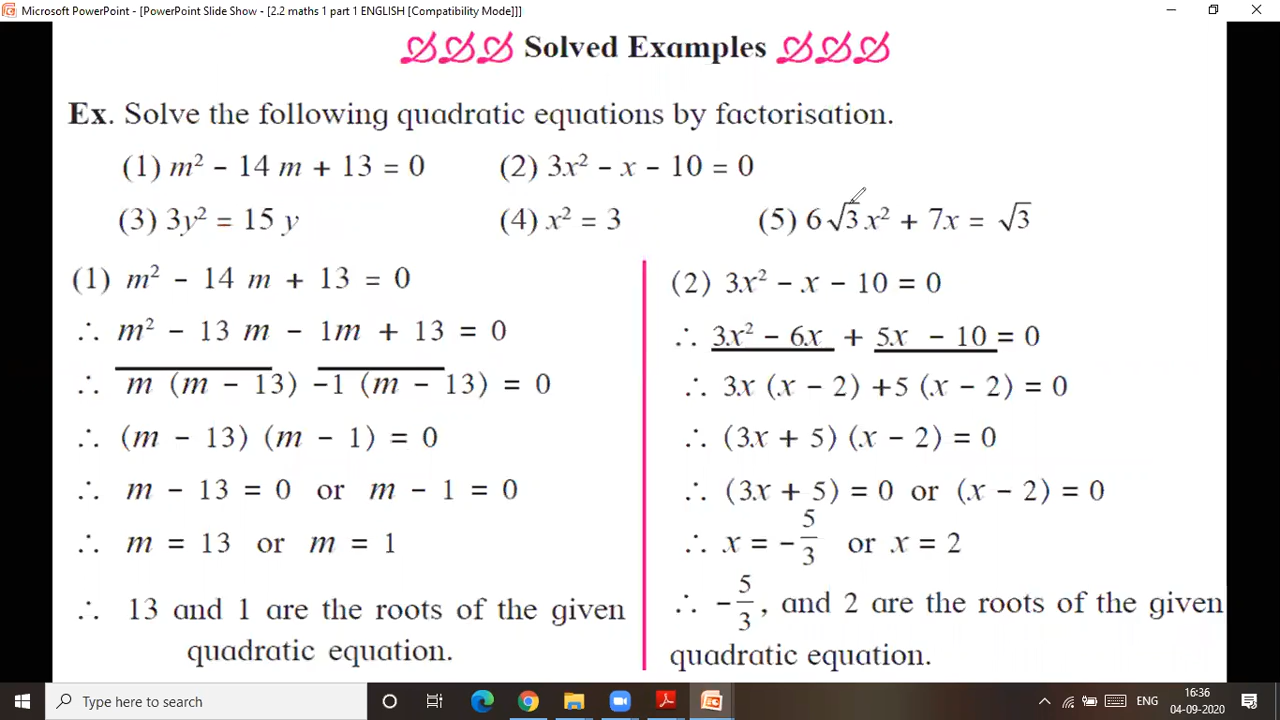 Microsoft PowerPoint - [PowerPoint Slide Show - [2.2 maths 1 part 1 ENGLISH [Compatibility Mode]]]
Solved Examples
Ex. Solve the following quadratic equations by factorisation.
(1) m² – 14 m + 13 = 0 (2) 3x² – x – 10 = 0
(3) 3y² = 15 y (4) x² = 3 (5) 6√3 x² + 7x = √3
(1) m² – 14 m + 13 = 0
∴ m² – 13 m – 1m + 13 = 0
∴ m (m – 13) –1 (m – 13) = 0
∴ (m – 13) (m – 1) = 0
∴ m – 13 = 0 or m – 1 = 0
∴ m = 13 or m = 1
∴ 13 and 1 are the roots of the given
quadratic equation.
(2) 3x² – x – 10 = 0
∴ 3x² – 6x + 5x – 10 = 0
∴ 3x (x – 2) +5 (x – 2) = 0
∴ (3x + 5) (x – 2) = 0
∴ (3x + 5) = 0 or (x – 2) = 0
∴ x = –5/3 or x = 2
∴ –5/3, and 2 are the roots of the given
quadratic equation.
Type here to search
ENG
16:36
04-09-2020